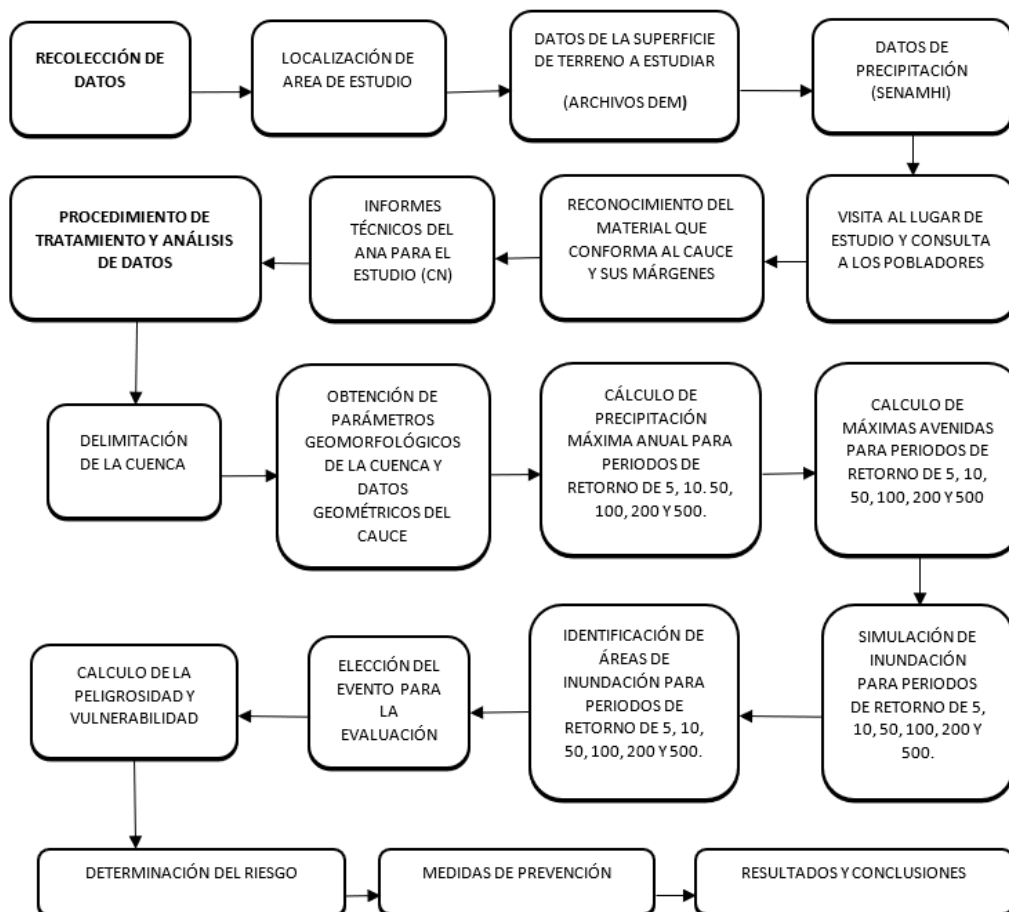 RECOLECCIÓN DE
DATOS
LOCALIZACIÓN DE
AREA DE ESTUDIO
DATOS DE LA SUPERFICIE
DE TERRENO A ESTUDIAR
(ARCHIVOS DEM)
DATOS DE
PRECIPITACIÓN
(SENAMHI)
VISITA AL LUGAR DE
ESTUDIO Y CONSULTA
A LOS POBLADORES
RECONOCIMIENTO DEL
MATERIAL QUE
CONFORMA AL CAUCE
Y SUS MÁRGENES
INFORMES
TÉCNICOS DEL
ANA PARA EL
ESTUDIO (CN)
PROCEDIMIENTO DE
TRATAMIENTO Y ANÁLISIS
DE DATOS
DELIMITACIÓN
DE LA CUENCA
OBTENCIÓN DE
PARÁMETROS
GEOMORFOLÓGICOS
DE LA CUENCA Y
DATOS
GEOMÉTRICOS DEL
CAUCE
CÁLCULO DE
PRECIPITACIÓN
MÁXIMA ANUAL PARA
PERIODOS DE
RETORNO DE 5, 10. 50,
100, 200 Y 500.
CALCULO DE
MÁXIMAS AVENIDAS
PARA PERIODOS DE
RETORNO DE 5, 10,
50, 100, 200 Y 500
SIMULACIÓN DE
INUNDACIÓN
PARA PERIODOS
DE RETORNO DE 5,
10, 50, 100, 200 Y
500.
IDENTIFICACIÓN DE
ÁREAS DE
INUNDACIÓN PARA
PERIODOS DE
RETORNO DE 5, 10,
50, 100, 200 Y 500.
ELECCIÓN DEL
EVENTO PARA
LA
EVALUACIÓN
CALCULO DE LA
PELIGROSIDAD Y
VULNERABILIDAD
DETERMINACIÓN DEL RIESGO
MEDIDAS DE PREVENCIÓN
RESULTADOS Y CONCLUSIONES